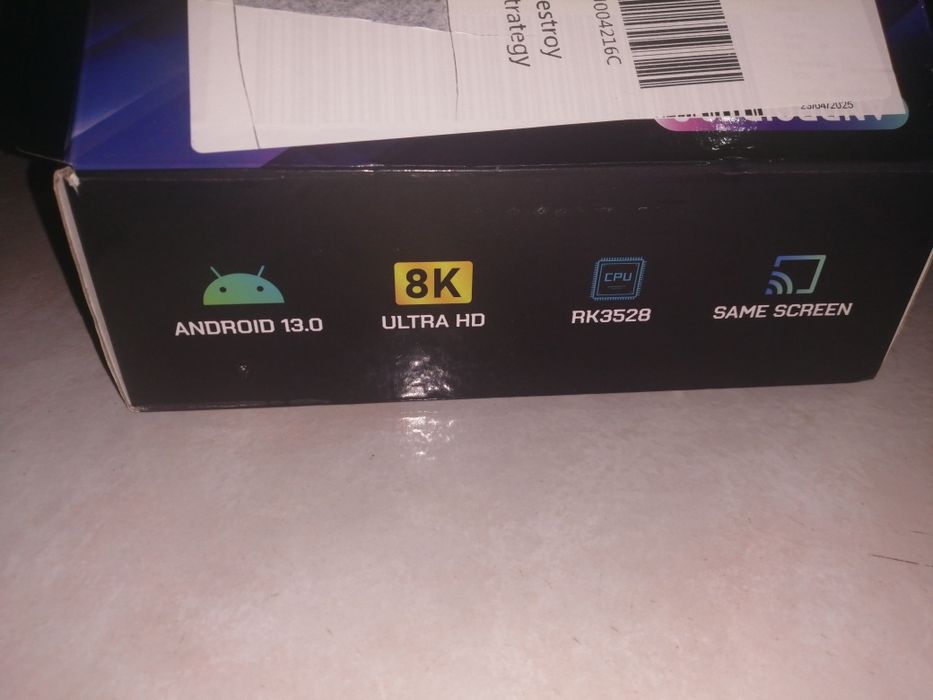 estroy
trategy
004216C
23/04/2025
8K
CPU
ANDROID 13.0
ULTRA HD
RK3528
SAME SCREEN